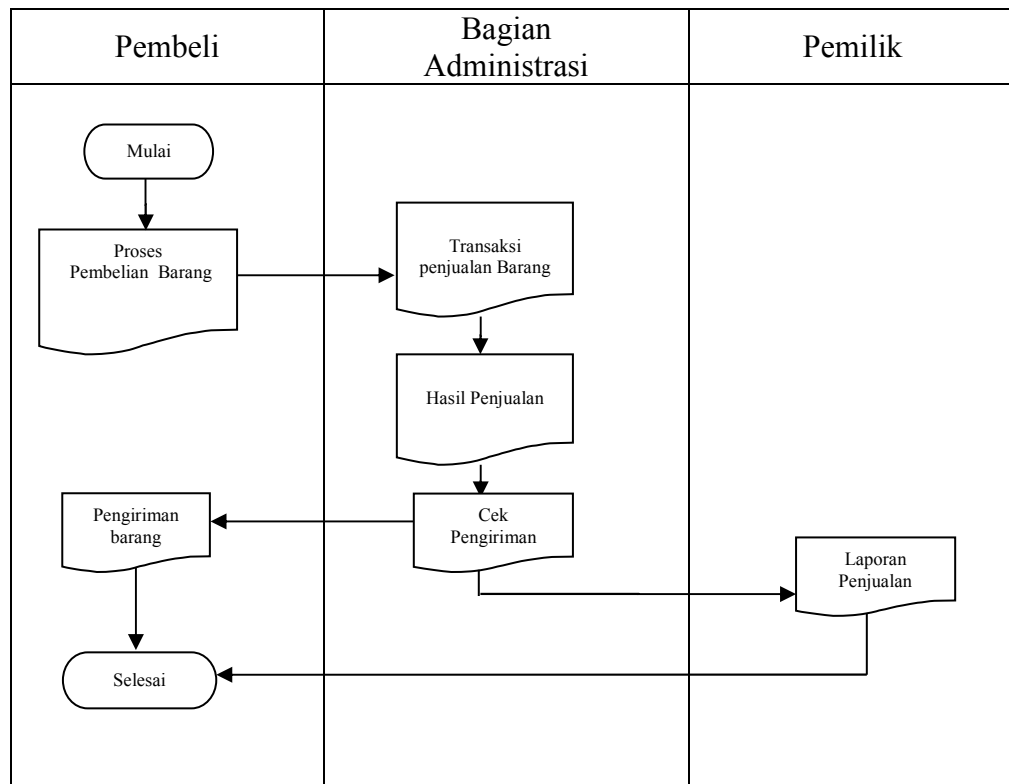 Pembeli
Bagian
Administrasi
Pemilik
Mulai
Proses
Pembelian Barang
Transaksi
penjualan Barang
Hasil Penjualan
Pengiriman
barang
Cek
Pengiriman
Laporan
Penjualan
Selesai